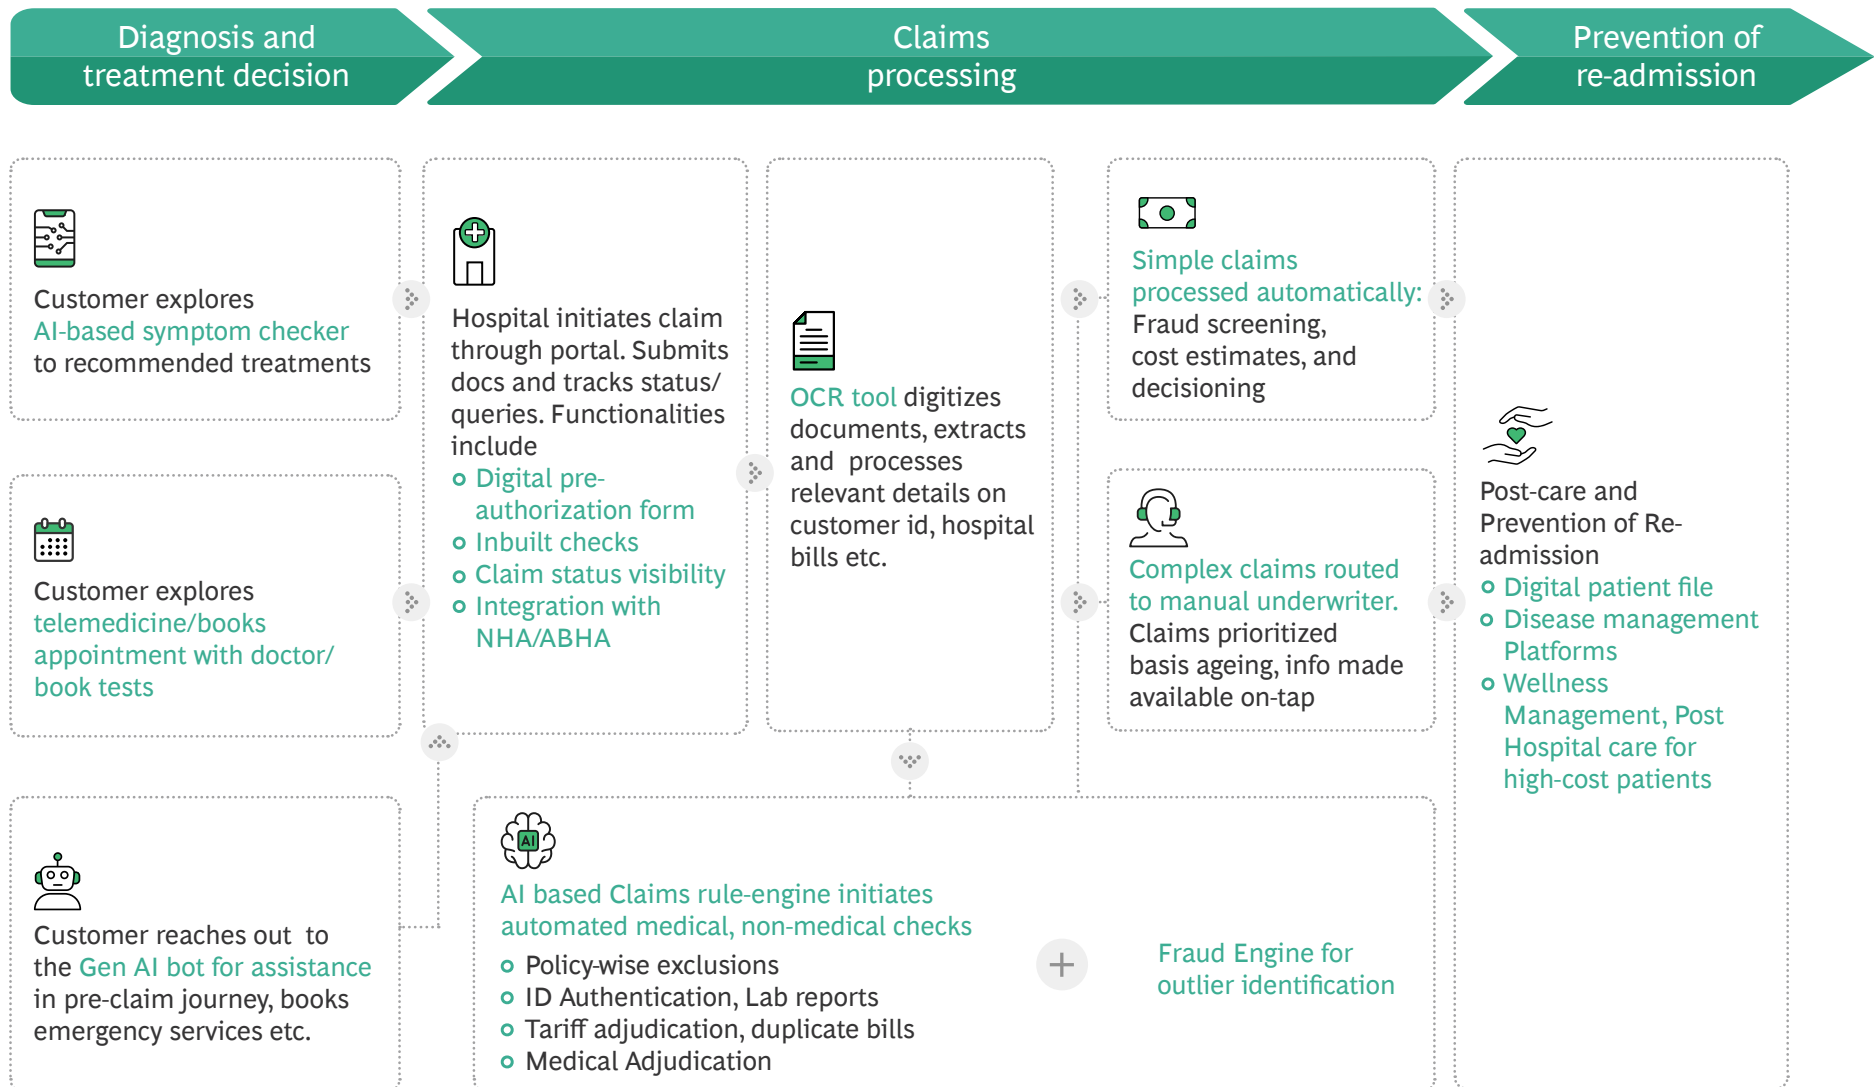 Diagnosis and
treatment decision
Claims
processing
Prevention of
re-admission
Customer explores
AI-based symptom checker
to recommended treatments
Customer explores
telemedicine/books
appointment with doctor/
book tests
Customer reaches out to
the Gen AI bot for assistance
in pre-claim journey, books
emergency services etc.
Hospital initiates claim
through portal. Submits
docs and tracks status/
queries. Functionalities
include
Digital pre-
authorization form
Inbuilt checks
Claim status visibility
Integration with
NHA/ABHA
OCR tool digitizes
documents, extracts
and processes
relevant details on
customer id, hospital
bills etc.
Simple claims
processed automatically:
Fraud screening,
cost estimates, and
decisioning
Complex claims routed
to manual underwriter.
Claims prioritized
basis ageing, info made
available on-tap
AI
AI based Claims rule-engine initiates
automated medical, non-medical checks
Policy-wise exclusions
ID Authentication, Lab reports
Tariff adjudication, duplicate bills
Medical Adjudication
+
Fraud Engine for
outlier identification
Post-care and
Prevention of Re-
admission
Digital patient file
Disease management
Platforms
Wellness
Management, Post
Hospital care for
high-cost patients